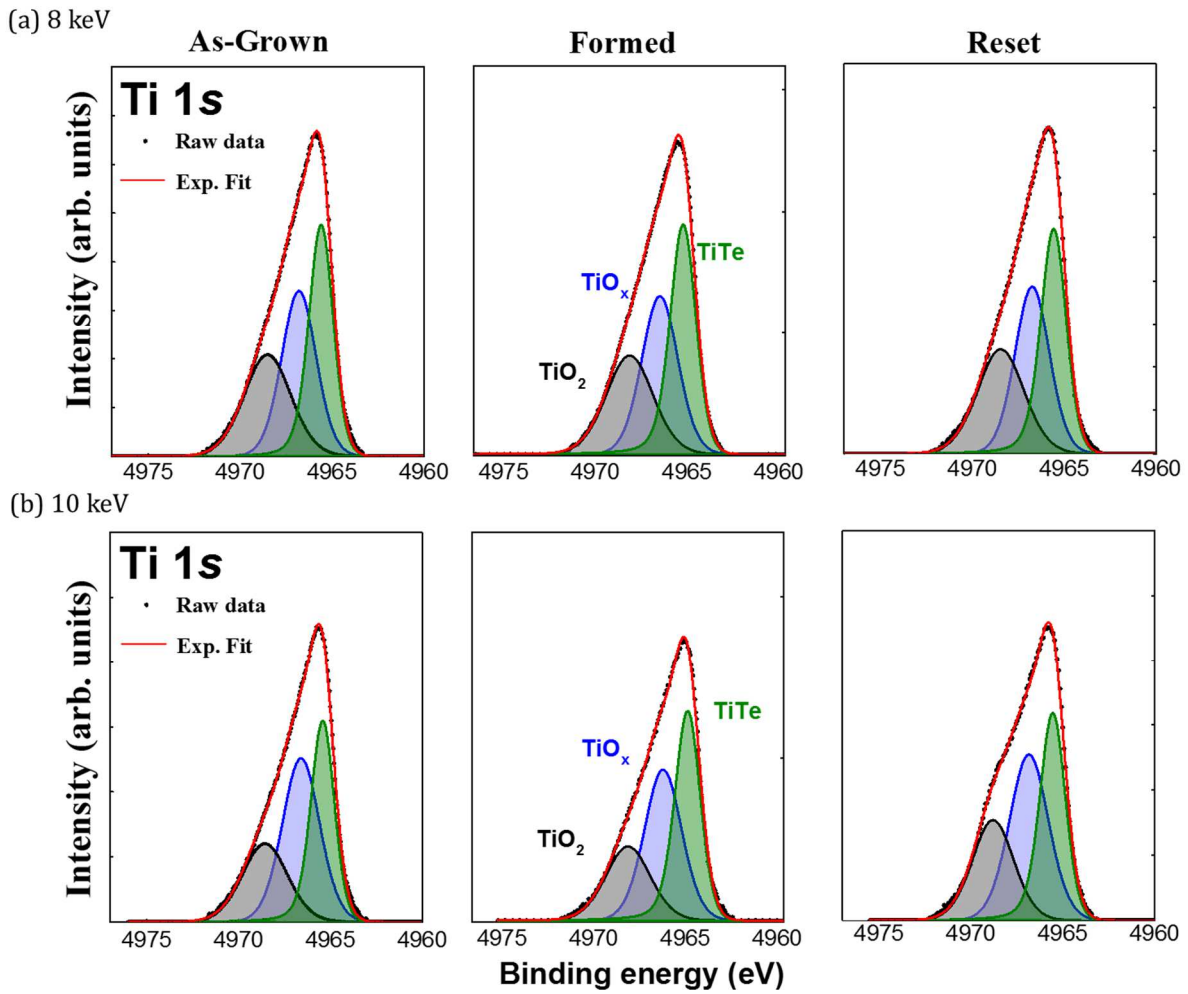 (a) 8 keV
As-Grown Formed Reset
Ti 1s
Raw data
Exp. Fit
Intensity (arb. units)
TiTe
TiOx
TiO2
4975 4970 4965 4960 4975 4970 4965 4960 4975 4970 4965 4960
(b) 10 keV
Ti 1s
Raw data
Exp. Fit
Intensity (arb. units)
TiTe
TiOx
TiO2
4975 4970 4965 4960 4975 4970 4965 4960 4975 4970 4965 4960
Binding energy (eV)